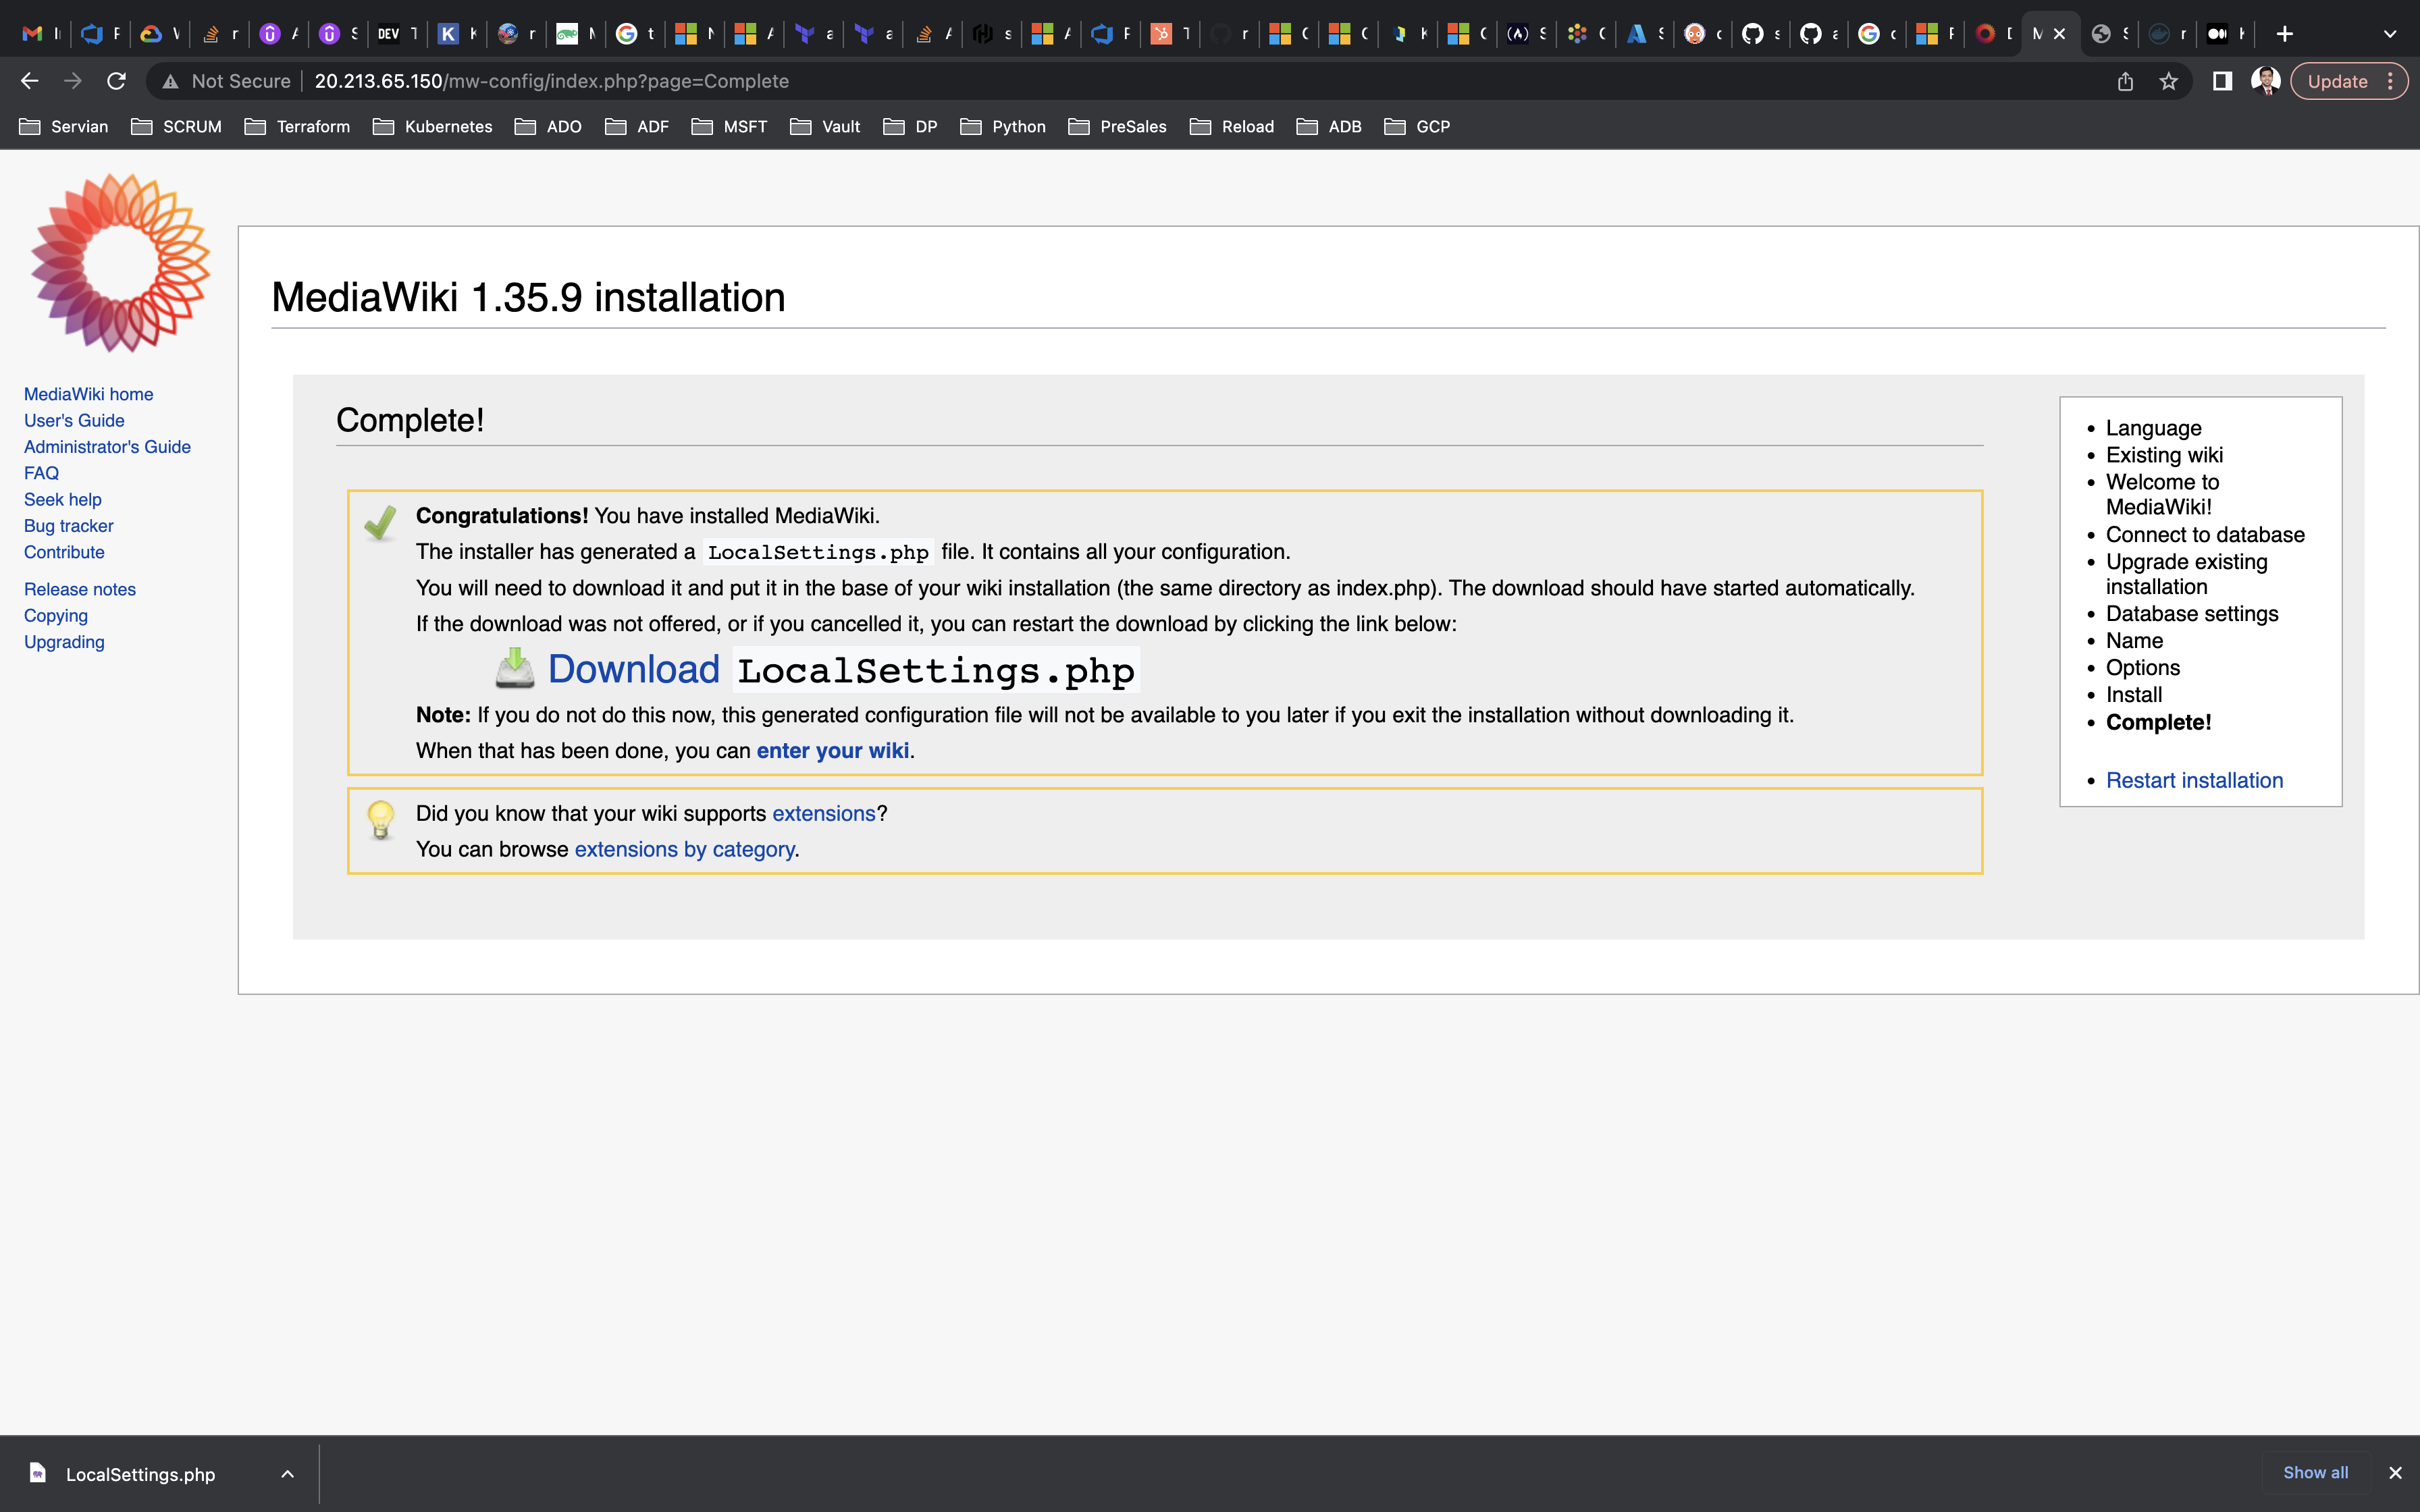 DEV
Not Secure
20.213.65.150/mw-config/index.php?page=Complete
Update
Servian
SCRUM
Terraform
Kubernetes
ADO
ADF
MSFT
Vault
DP
Python
PreSales
Reload
ADB
GCP
MediaWiki home
User's Guide
Administrator's Guide
FAQ
Seek help
Bug tracker
Contribute
Release notes
Copying
Upgrading
MediaWiki 1.35.9 installation
Complete!
Congratulations! You have installed MediaWiki.
The installer has generated a LocalSettings.php file. It contains all your configuration.
You will need to download it and put it in the base of your wiki installation (the same directory as index.php). The download should have started automatically.
If the download was not offered, or if you cancelled it, you can restart the download by clicking the link below:
Download LocalSettings.php
Note: If you do not do this now, this generated configuration file will not be available to you later if you exit the installation without downloading it.
When that has been done, you can enter your wiki.
Did you know that your wiki supports extensions?
You can browse extensions by category.
Language
Existing wiki
Welcome to
MediaWiki!
Connect to database
Upgrade existing
installation
Database settings
Name
Options
Install
Complete!
Restart installation
LocalSettings.php
Show all